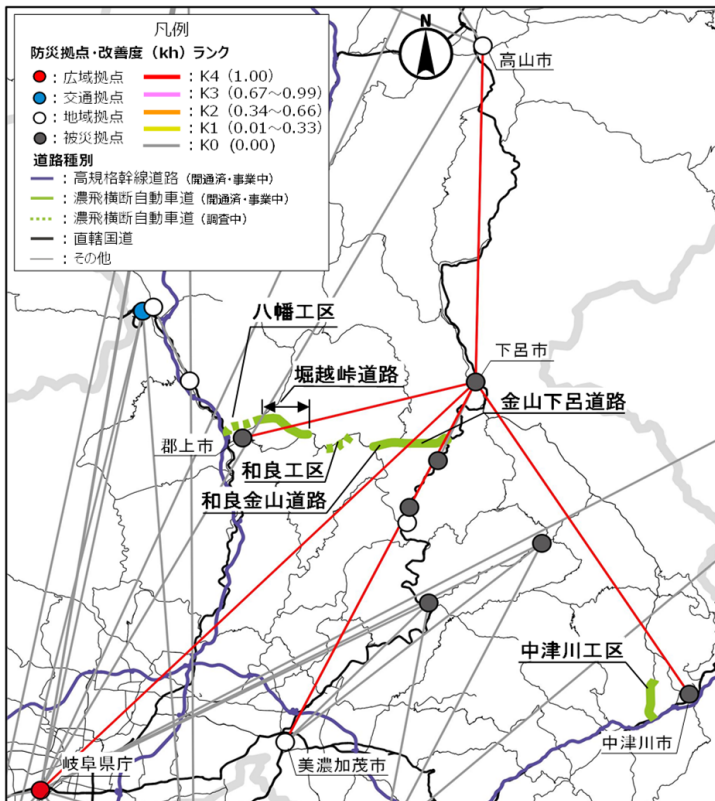 凡例
防災拠点・改善度（kh）ランク
：広域拠点
：交通拠点
：地域拠点
：被災拠点
：K4（1.00）
：K3（0.67～0.99）
：K2（0.34～0.66）
：K1（0.01～0.33）
：K0（0.00）
道路種別
：高規格幹線道路（開通済・事業中）
：濃飛横断自動車道（開通済・事業中）
：濃飛横断自動車道（調査中）
：直轄国道
：その他
N
高山市
八幡工区
下呂市
堀越峠道路
金山下呂道路
郡上市
和良工区
和良金山道路
中津川工区
中津川市
岐阜県庁
美濃加茂市